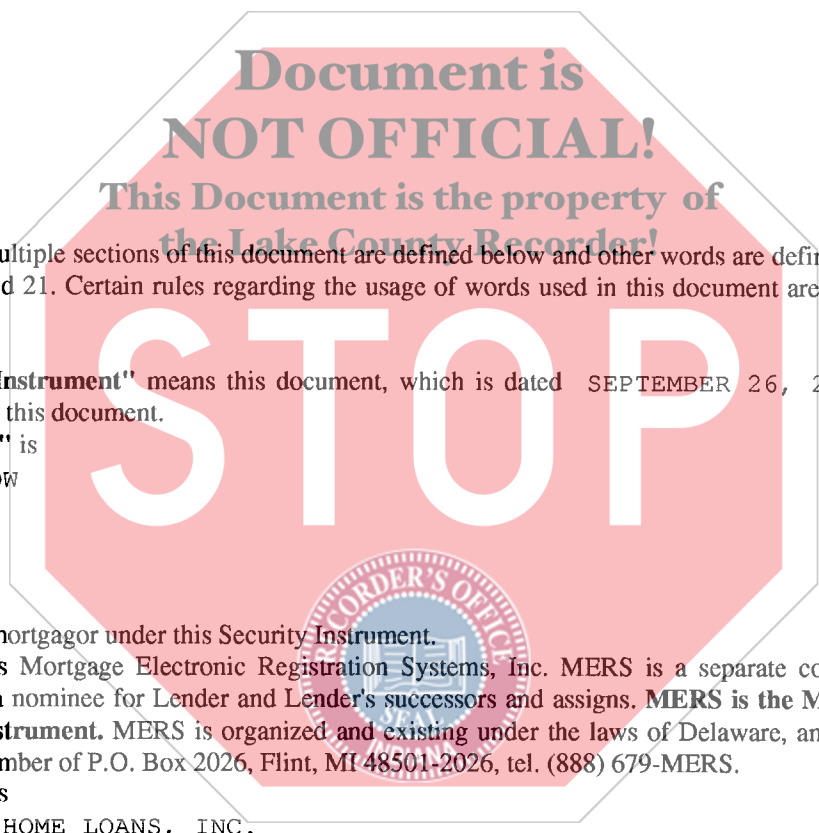 Document is
NOT OFFICIAL!
This Document is the property of
the Lake County Recorder!
ultiple sections of this document are defined below and other words are defin
d 21. Certain rules regarding the usage of words used in this document are
Instrument" means this document, which is dated SEPTEMBER 26, 2
this document.
" is
OW
STOP
RECORDER'S OFFICE
SEAL
INDIANA
mortgagor under this Security Instrument.
s Mortgage Electronic Registration Systems, Inc. MERS is a separate co
a nominee for Lender and Lender's successors and assigns. MERS is the M
strument. MERS is organized and existing under the laws of Delaware, an
mber of P.O. Box 2026, Flint, MI 48501-2026, tel. (888) 679-MERS.
s
HOME LOANS, INC.